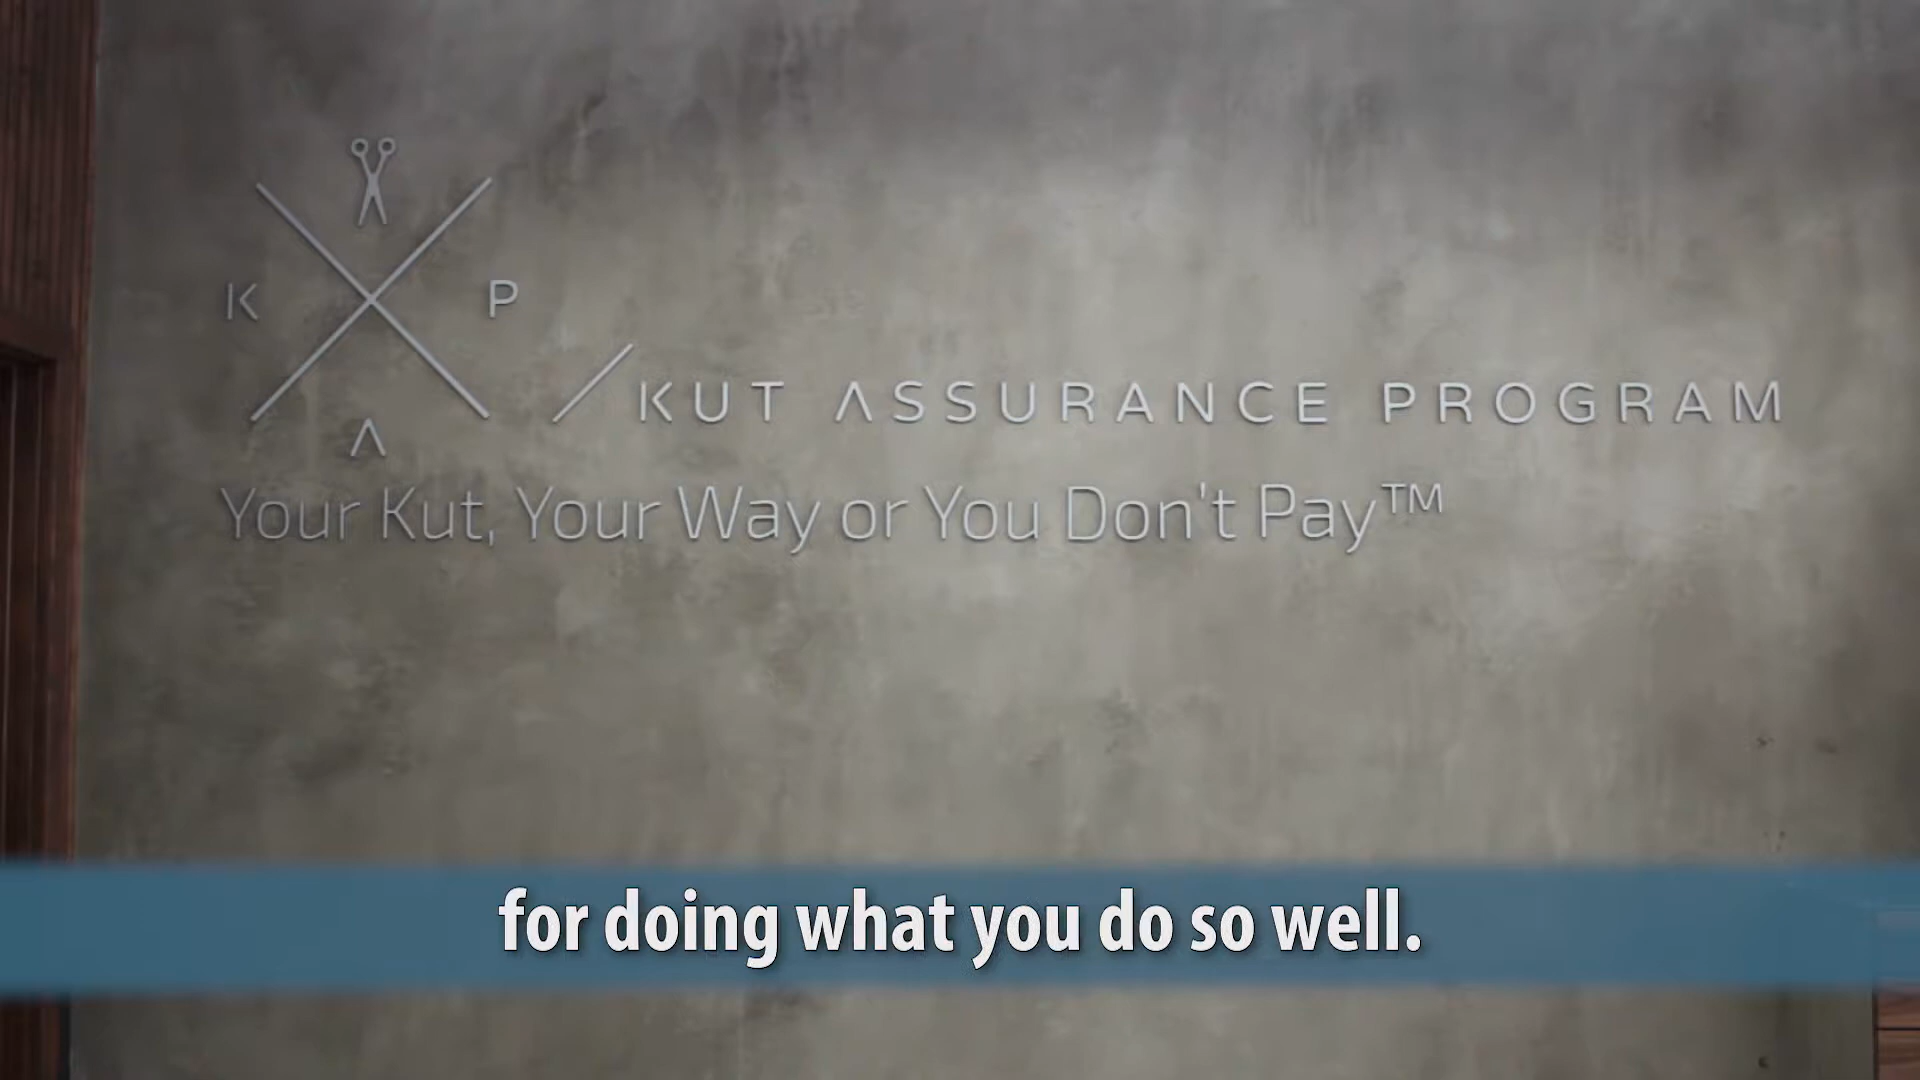 K P
A
KUT ASSURANCE PROGRAM
Your Kut, Your Way or You Don't Pay™
for doing what you do so well.